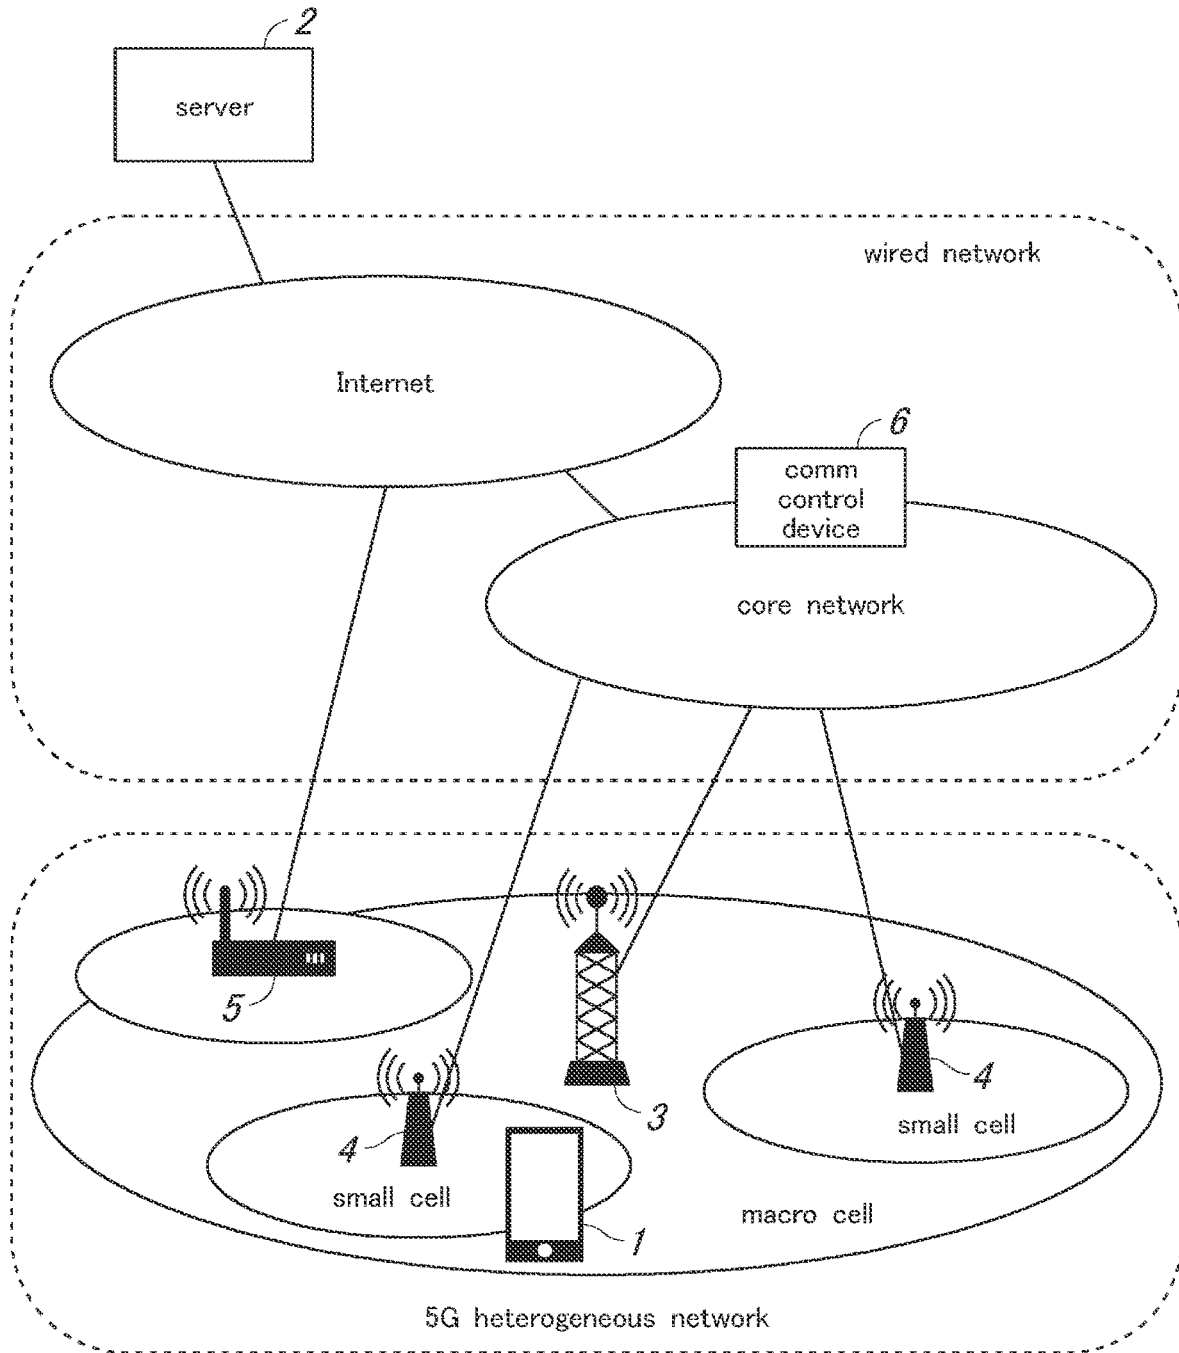 2
server
wired network
Internet
6
comm
control
device
core network
5
3
4
small cell
4
small cell
macro cell
1
5G heterogeneous network